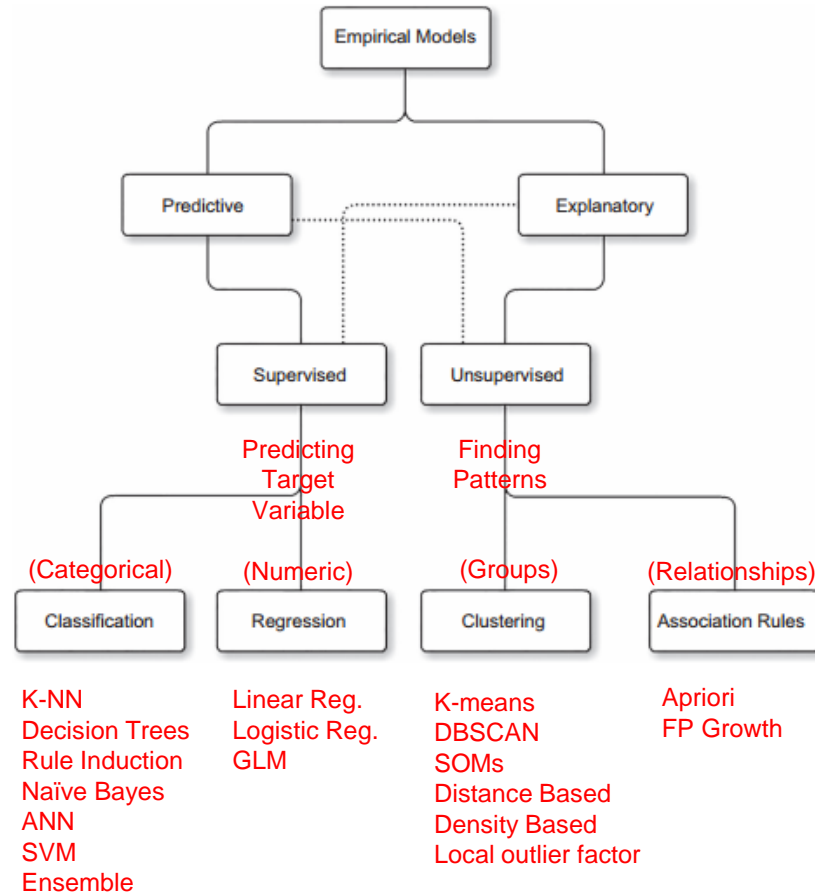 Empirical Models
Predictive
Explanatory
Supervised
Unsupervised
Predicting
Target
Variable
Finding
Patterns
(Categorical)
(Numeric)
(Groups)
(Relationships)
Classification
Regression
Clustering
Association Rules
K-NN
Decision Trees
Rule Induction
Naïve Bayes
ANN
SVM
Ensemble
Linear Reg.
Logistic Reg.
GLM
K-means
DBSCAN
SOMs
Distance Based
Density Based
Local outlier factor
Apriori
FP Growth